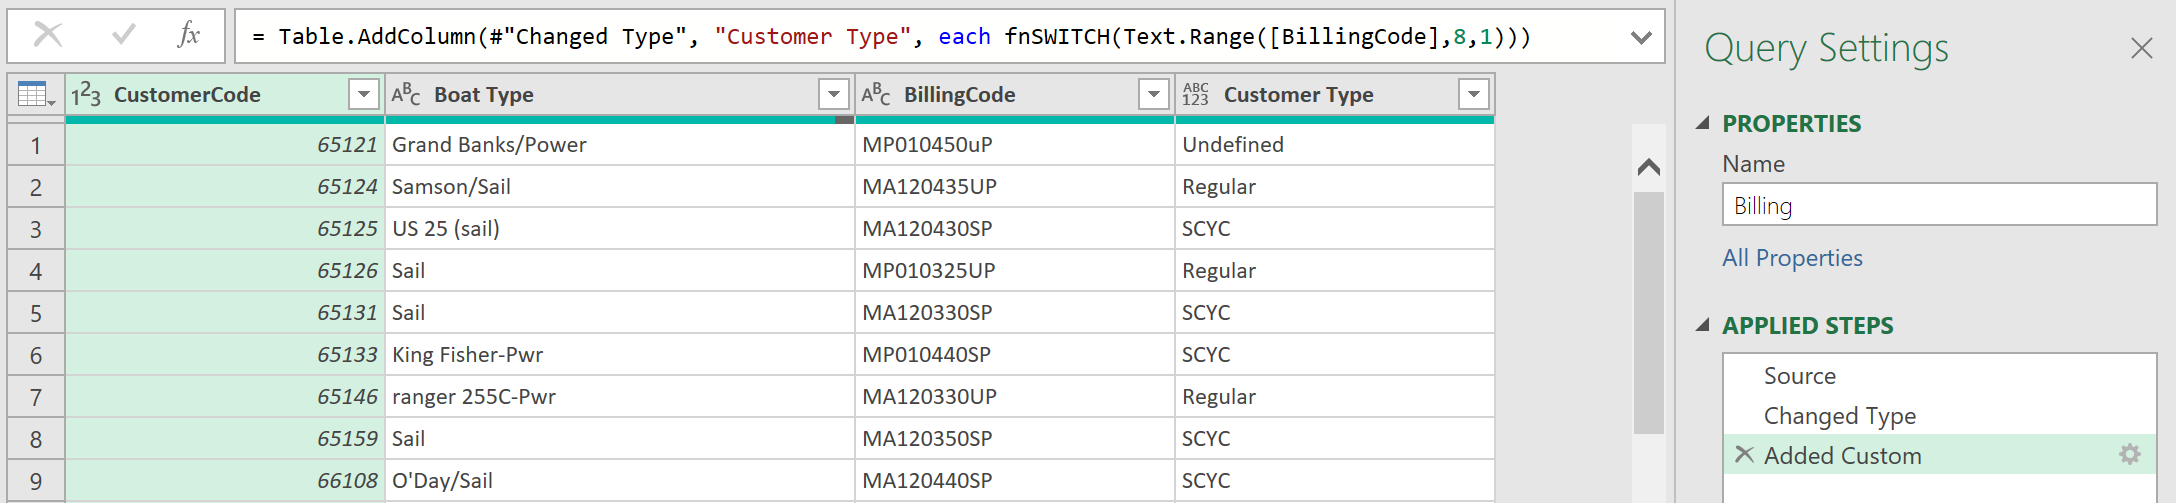 fx = Table.AddColumn(#"Changed Type", "Customer Type", each fnSWITCH(Text.Range([BillingCode],8,1)))
123 CustomerCode ABC Boat Type ABC BillingCode ABC 123 Customer Type
1 65121 Grand Banks/Power MP010450uP Undefined
2 65124 Samson/Sail MA120435UP Regular
3 65125 US 25 (sail) MA120430SP SCYC
4 65126 Sail MP010325UP Regular
5 65131 Sail MA120330SP SCYC
6 65133 King Fisher-Pwr MP010440SP SCYC
7 65146 ranger 255C-Pwr MA120330UP Regular
8 65159 Sail MA120350SP SCYC
9 66108 O'Day/Sail MA120440SP SCYC
Query Settings
PROPERTIES
Name
Billing
All Properties
APPLIED STEPS
Source
Changed Type
Added Custom